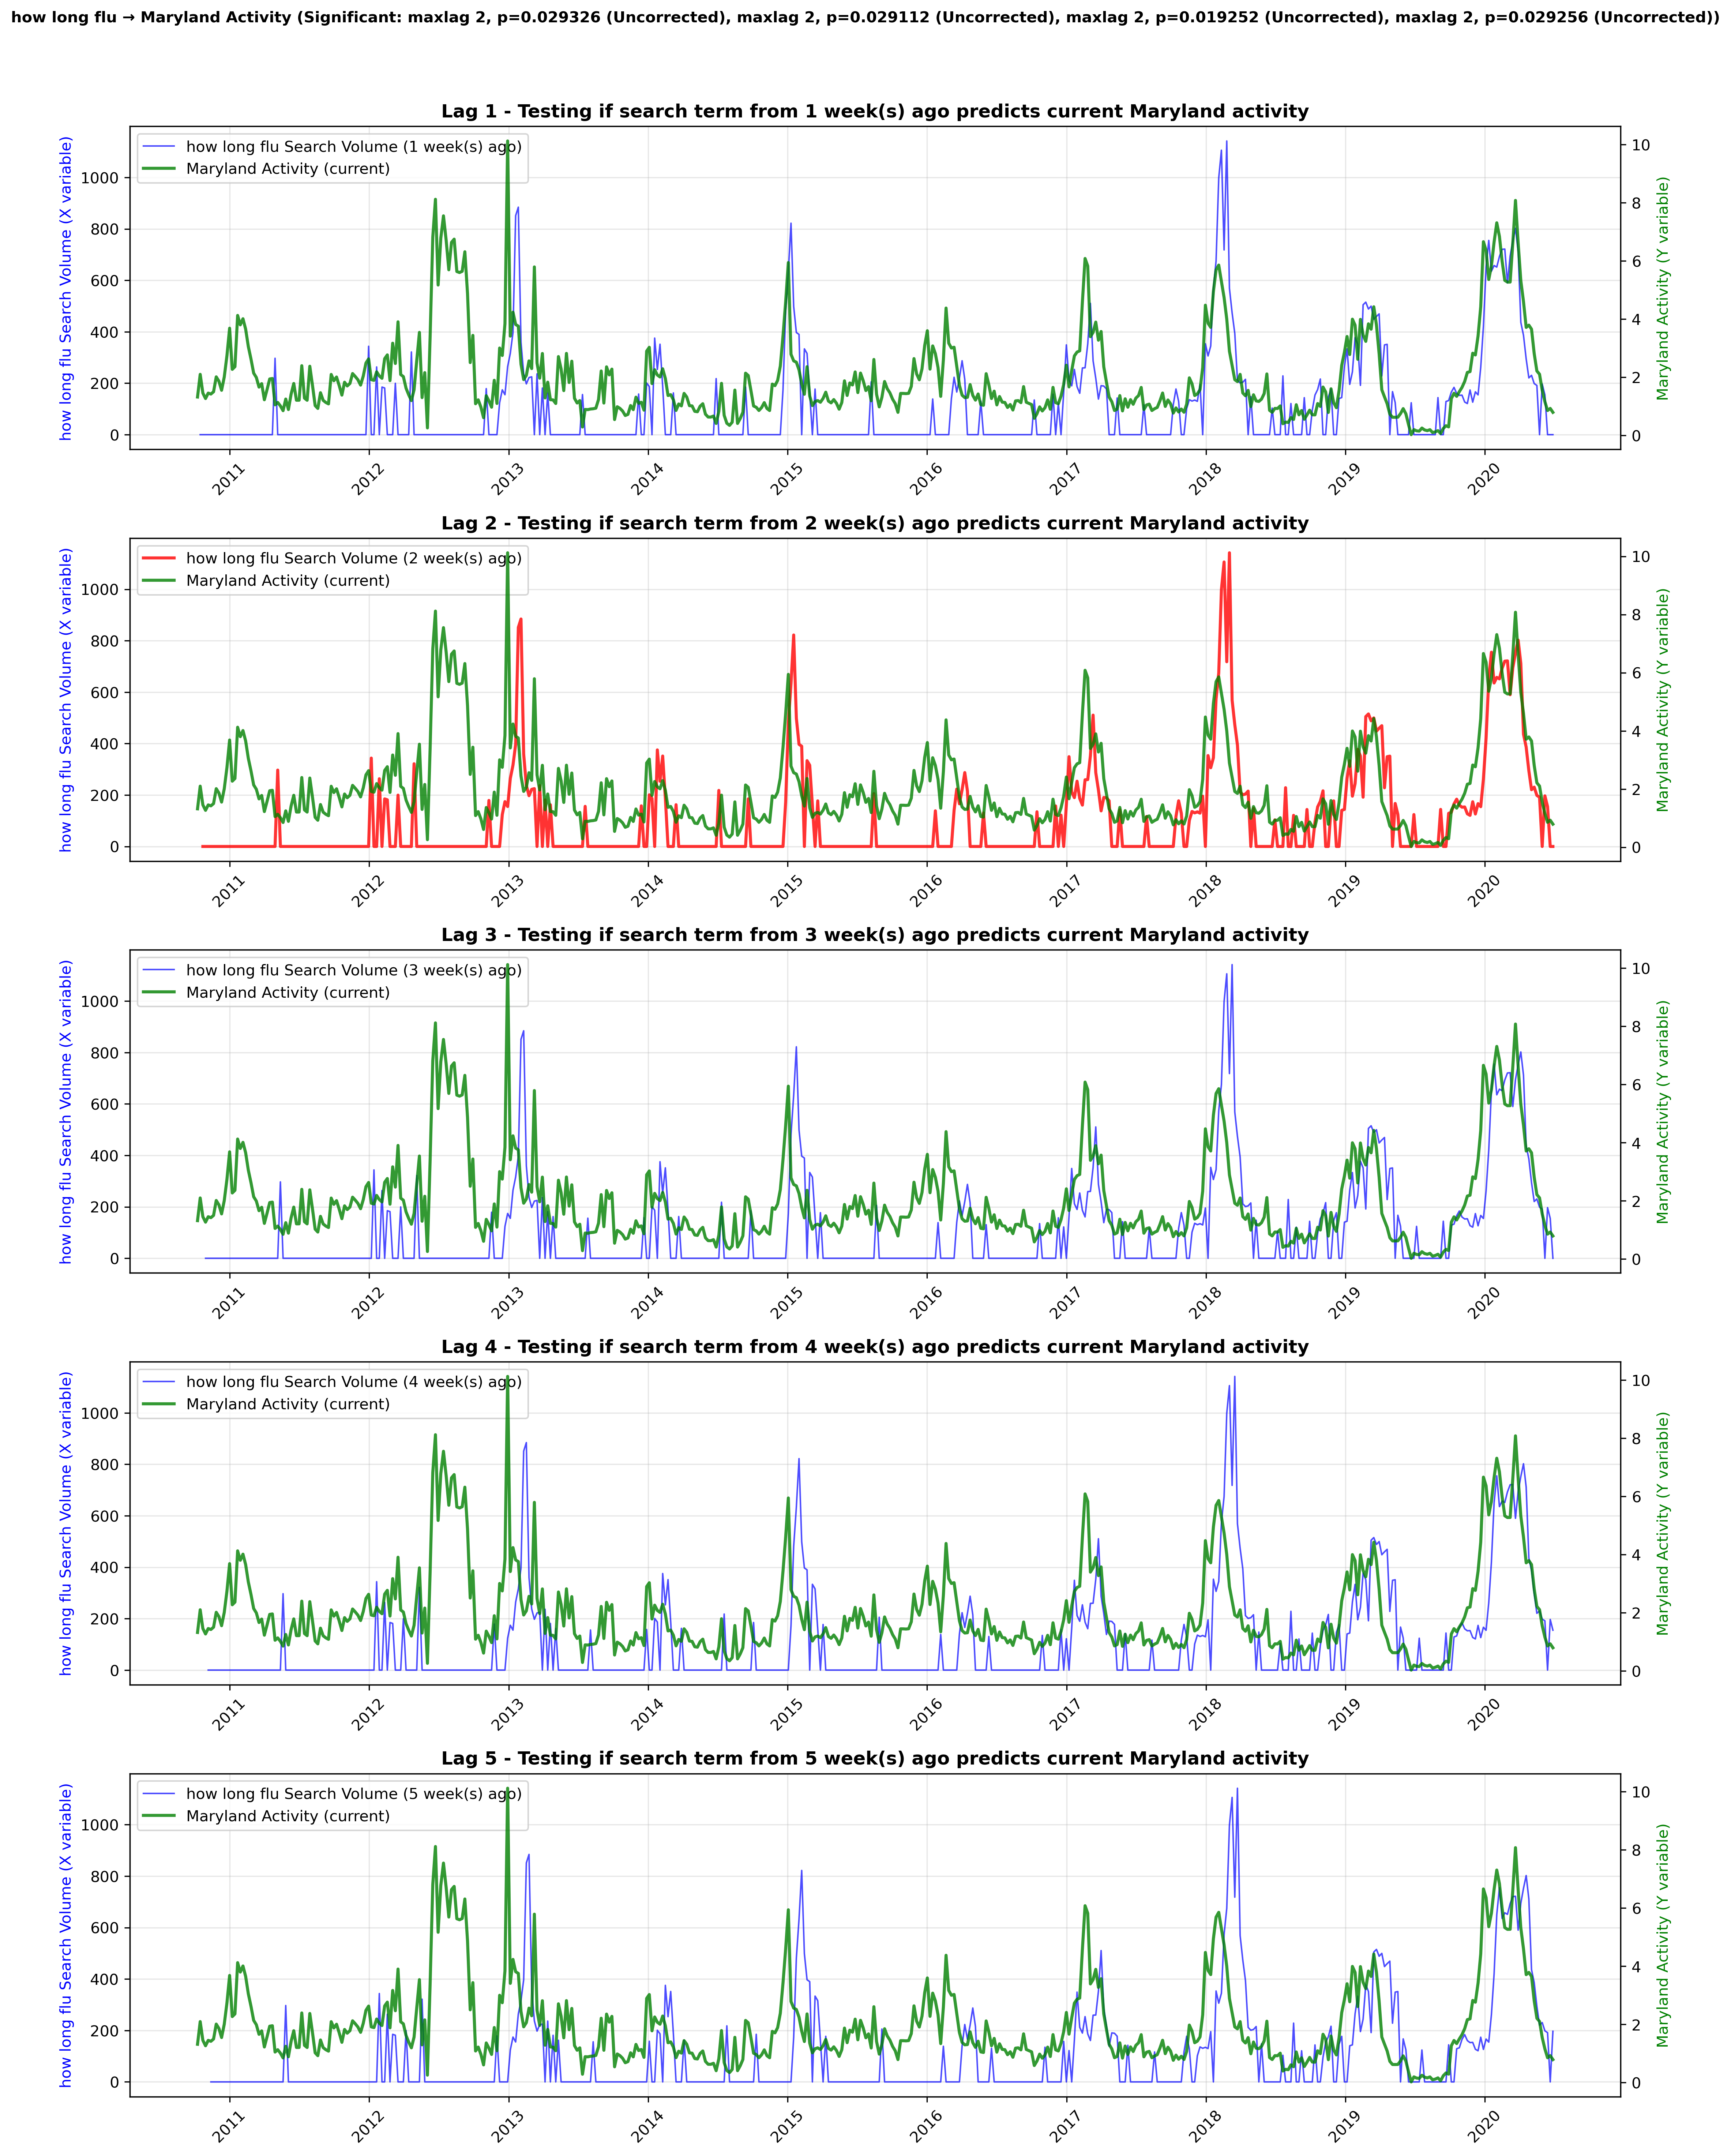 how long flu → Maryland Activity (Significant: maxlag 2, p=0.029326 (Uncorrected), maxlag 2, p=0.029112 (Uncorrected), maxlag 2, p=0.019252 (Uncorrected), maxlag 2, p=0.029256 (Uncorrected))
Lag 1 - Testing if search term from 1 week(s) ago predicts current Maryland activity
how long flu Search Volume (1 week(s) ago)
Maryland Activity (current)
how long flu Search Volume (X variable)
0
200
400
600
800
1000
Maryland Activity (Y variable)
0
2
4
6
8
10
2011 2012 2013 2014 2015 2016 2017 2018 2019 2020
Lag 2 - Testing if search term from 2 week(s) ago predicts current Maryland activity
how long flu Search Volume (2 week(s) ago)
Maryland Activity (current)
how long flu Search Volume (X variable)
0
200
400
600
800
1000
Maryland Activity (Y variable)
0
2
4
6
8
10
2011 2012 2013 2014 2015 2016 2017 2018 2019 2020
Lag 3 - Testing if search term from 3 week(s) ago predicts current Maryland activity
how long flu Search Volume (3 week(s) ago)
Maryland Activity (current)
how long flu Search Volume (X variable)
0
200
400
600
800
1000
Maryland Activity (Y variable)
0
2
4
6
8
10
2011 2012 2013 2014 2015 2016 2017 2018 2019 2020
Lag 4 - Testing if search term from 4 week(s) ago predicts current Maryland activity
how long flu Search Volume (4 week(s) ago)
Maryland Activity (current)
how long flu Search Volume (X variable)
0
200
400
600
800
1000
Maryland Activity (Y variable)
0
2
4
6
8
10
2011 2012 2013 2014 2015 2016 2017 2018 2019 2020
Lag 5 - Testing if search term from 5 week(s) ago predicts current Maryland activity
how long flu Search Volume (5 week(s) ago)
Maryland Activity (current)
how long flu Search Volume (X variable)
0
200
400
600
800
1000
Maryland Activity (Y variable)
0
2
4
6
8
10
2011 2012 2013 2014 2015 2016 2017 2018 2019 2020